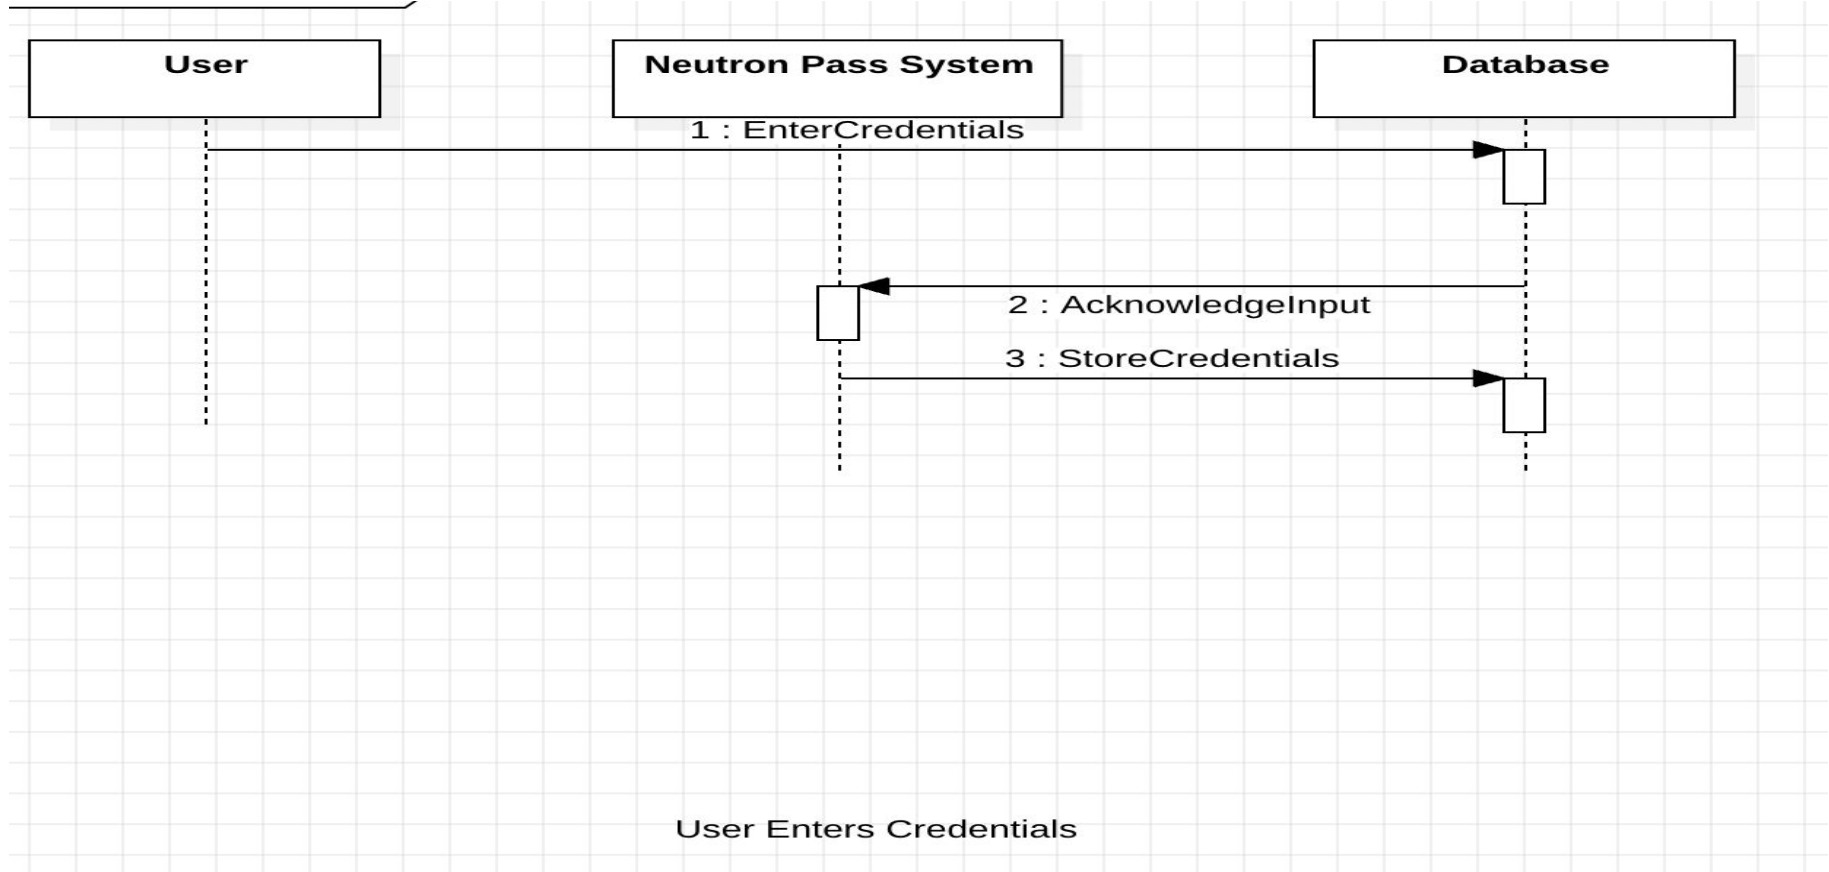 User
Neutron Pass System
Database
1 : EnterCredentials
2 : AcknowledgeInput
3 : StoreCredentials
User Enters Credentials